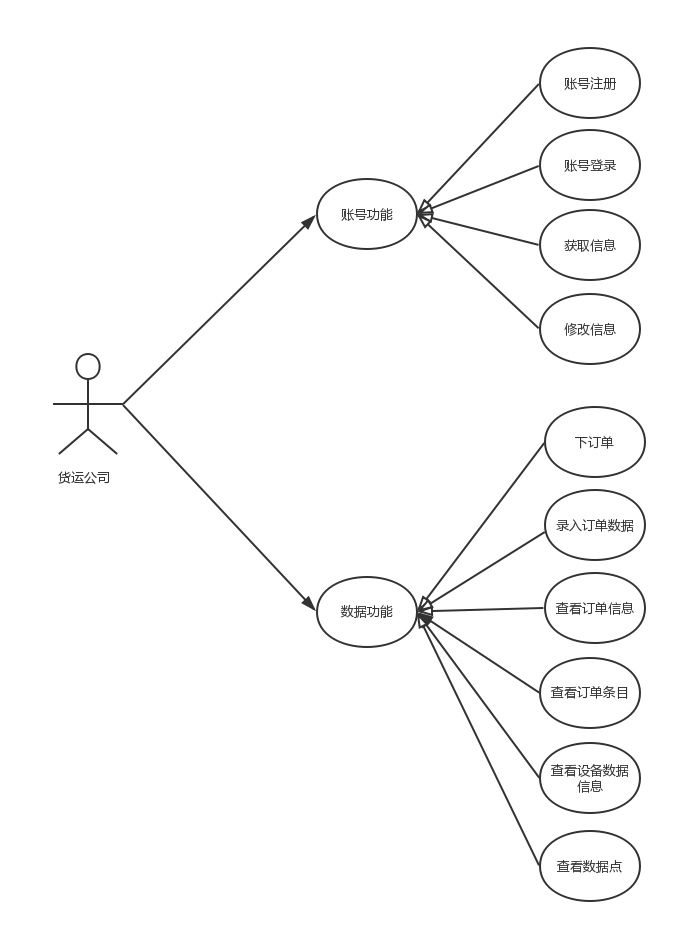 账号注册
账号登录
账号功能
获取信息
修改信息
货运公司
下订单
录入订单数据
数据功能
查看订单信息
查看订单条目
查看设备数据
信息
查看数据点